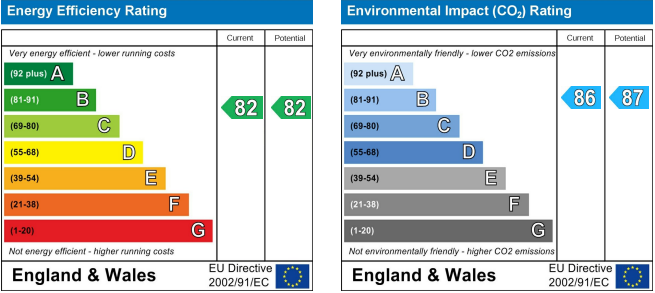 Energy Efficiency Rating
Current Potential
Very energy efficient - lower running costs
(92 plus) A
(81-91) B
82 82
(69-80) C
(55-68) D
(39-54) E
(21-38) F
(1-20) G
Not energy efficient - higher running costs
England & Wales
EU Directive
2002/91/EC
Environmental Impact (CO₂) Rating
Current Potential
Very environmentally friendly - lower CO2 emissions
(92 plus) A
(81-91) B
86 87
(69-80) C
(55-68) D
(39-54) E
(21-38) F
(1-20) G
Not environmentally friendly - higher CO2 emissions
England & Wales
EU Directive
2002/91/EC